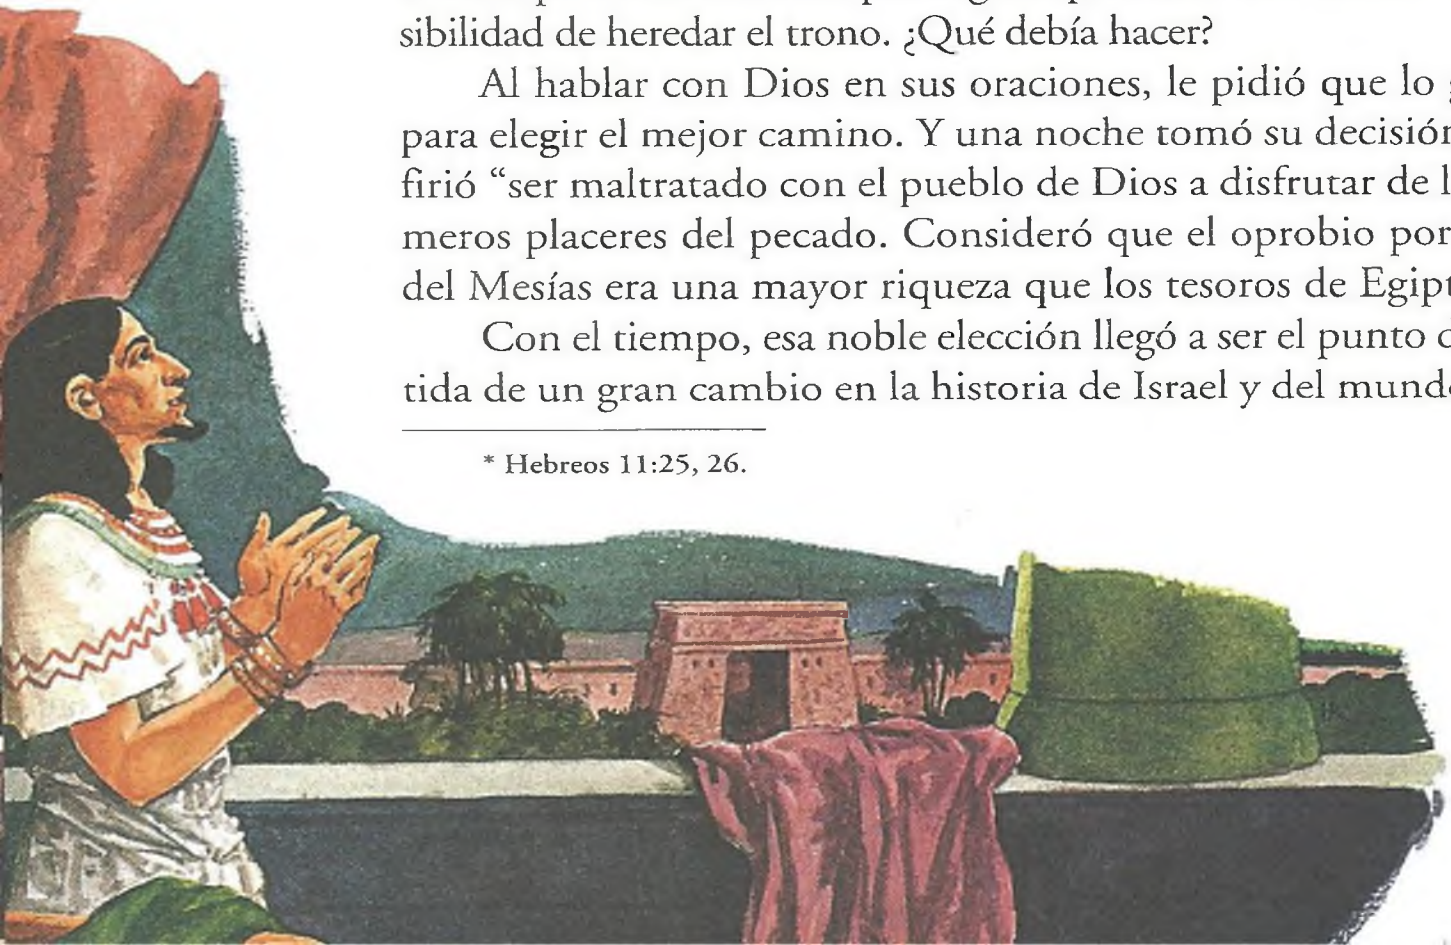 sibilidad de heredar el trono. ¿Qué debía hacer?
Al hablar con Dios en sus oraciones, le pidió que lo
para elegir el mejor camino. Y una noche tomó su decisión
firió “ser maltratado con el pueblo de Dios a disfrutar de l
meros placeres del pecado. Consideró que el oprobio por
del Mesías era una mayor riqueza que los tesoros de Egipt
Con el tiempo, esa noble elección llegó a ser el punto
tida de un gran cambio en la historia de Israel y del mund
* Hebreos 11:25, 26.